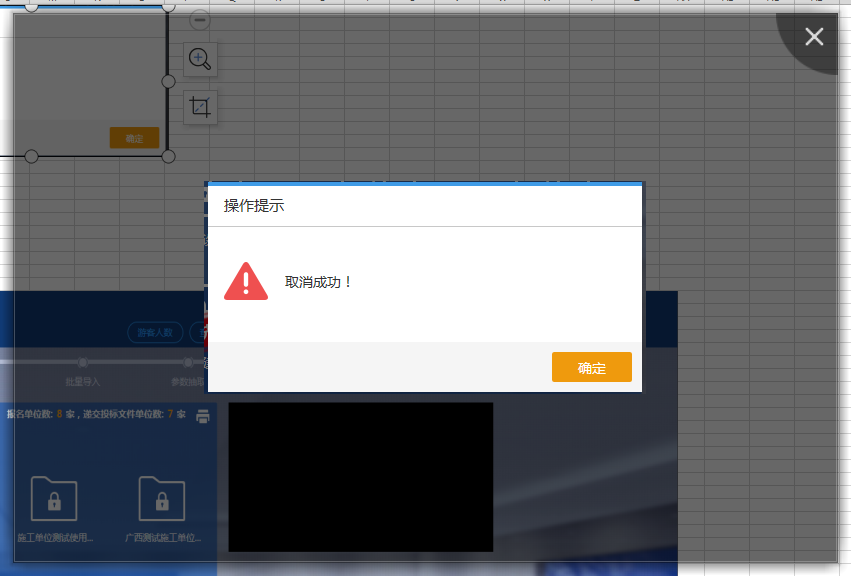 确定
操作提示
取消成功！
确定
游客人数
批量导入
参数抽取
报名单位数: 8 家，递交投标文件单位数: 7 家
施工单位测试使用...
广西测试施工单位...